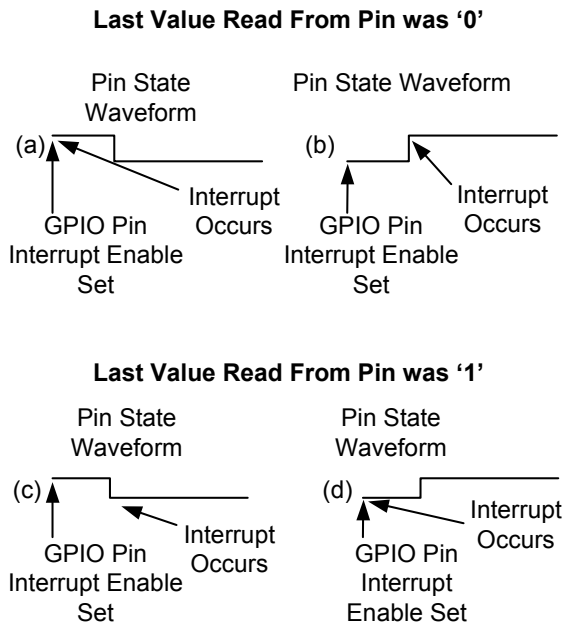 Last Value Read From Pin was ‘0’
Pin State
Waveform
(a)
Interrupt
Occurs
GPIO Pin
Interrupt Enable
Set
Pin State Waveform
(b)
Interrupt
Occurs
GPIO Pin
Interrupt Enable
Set
Last Value Read From Pin was ‘1’
Pin State
Waveform
(c)
Interrupt
Occurs
GPIO Pin
Interrupt Enable
Set
Pin State
Waveform
(d)
Interrupt
Occurs
GPIO Pin
Interrupt
Enable Set